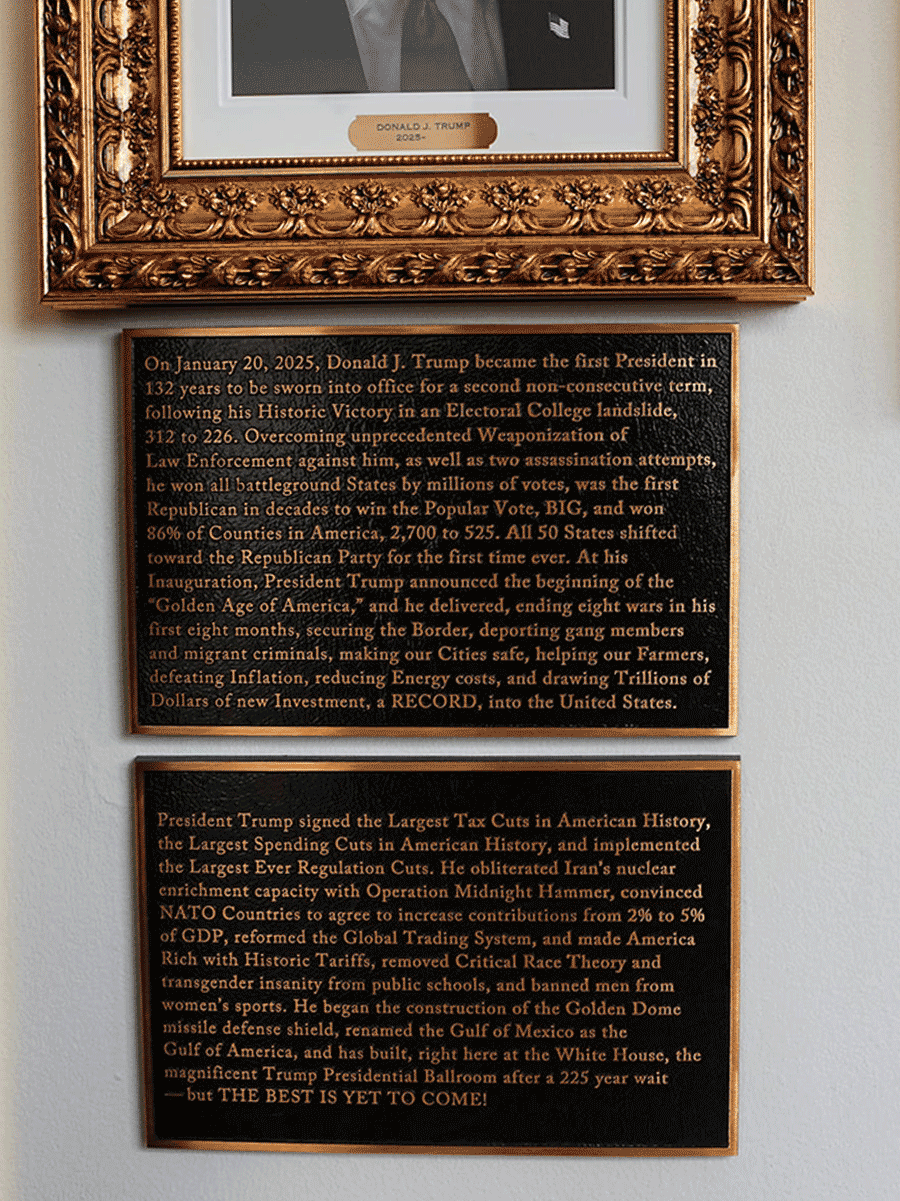 DONALD J. TRUMP
2025-
On January 20, 2025, Donald J. Trump became the first President in
132 years to be sworn into office for a second non-consecutive term,
following his Historic Victory in an Electoral College landslide,
312 to 226. Overcoming unprecedented Weaponization of
Law Enforcement against him, as well as two assassination attempts,
he won all battleground States by millions of votes, was the first
Republican in decades to win the Popular Vote, BIG, and won
86% of Counties in America, 2,700 to 525. All 50 States shifted
toward the Republican Party for the first time ever. At his
Inauguration, President Trump announced the beginning of the
“Golden Age of America,” and he delivered, ending eight wars in his
first eight months, securing the Border, deporting gang members
and migrant criminals, making our Cities safe, helping our Farmers,
defeating Inflation, reducing Energy costs, and drawing Trillions of
Dollars of new Investment, a RECORD, into the United States.
President Trump signed the Largest Tax Cuts in American History,
the Largest Spending Cuts in American History, and implemented
the Largest Ever Regulation Cuts. He obliterated Iran's nuclear
enrichment capacity with Operation Midnight Hammer, convinced
NATO Countries to agree to increase contributions from 2% to 5%
of GDP, reformed the Global Trading System, and made America
Rich with Historic Tariffs, removed Critical Race Theory and
transgender insanity from public schools, and banned men from
women's sports. He began the construction of the Golden Dome
missile defense shield, renamed the Gulf of Mexico as the
Gulf of America, and has built, right here at the White House, the
magnificent Trump Presidential Ballroom after a 225 year wait
—but THE BEST IS YET TO COME!